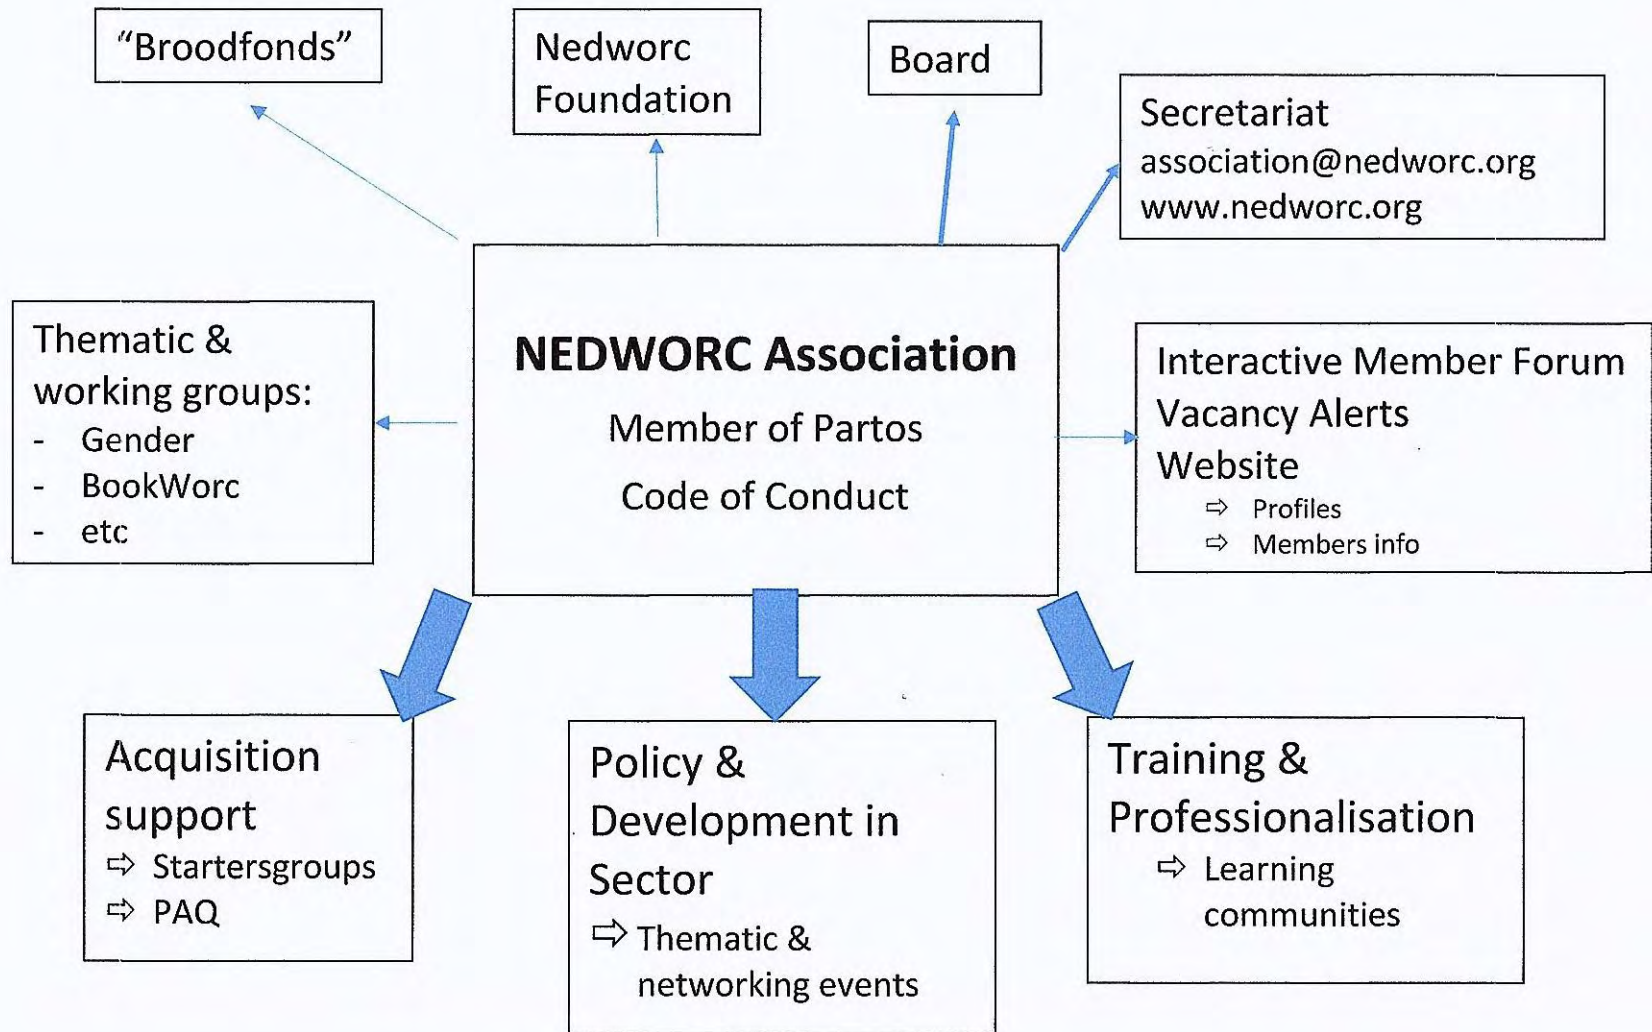 "Broodfonds"
Nedworc
Foundation
Board
Secretariat
association@nedworc.org
www.nedworc.org
Thematic &
working groups:
- Gender
- BookWorc
- etc
NEDWORC Association
Member of Partos
Code of Conduct
Interactive Member Forum
Vacancy Alerts
Website
⇨ Profiles
⇨ Members info
Acquisition
support
⇨ Startersgroups
⇨ PAQ
Policy &
Development in
Sector
⇨ Thematic &
networking events
Training &
Professionalisation
⇨ Learning
communities